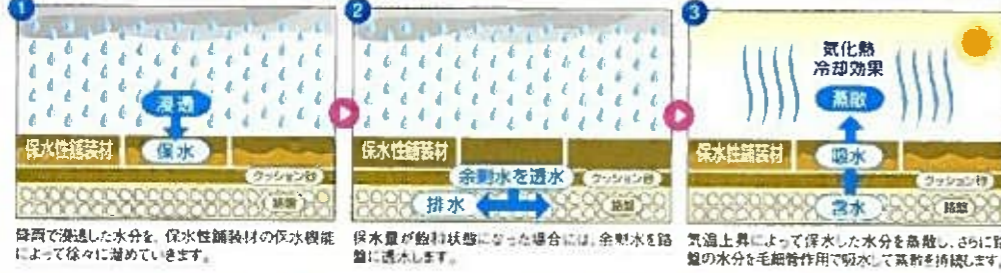 1
浸透
保水性舗装材
保水
クッション砂
路盤
降雨で浸透した水分を、保水性舗装材の保水機能
によって徐々に溜めていきます。
2
保水性舗装材
余剰水を透水
クッション砂
排水
路盤
保水量が飽和状態になった場合には、余剰水を路
盤に透水します。
3
気化熱
冷却効果
蒸散
保水性舗装材
吸水
クッション砂
含水
路盤
気温上昇によって保水した水分を蒸散し、さらに路
盤の水分を毛細管作用で吸水して蒸散を持続します。